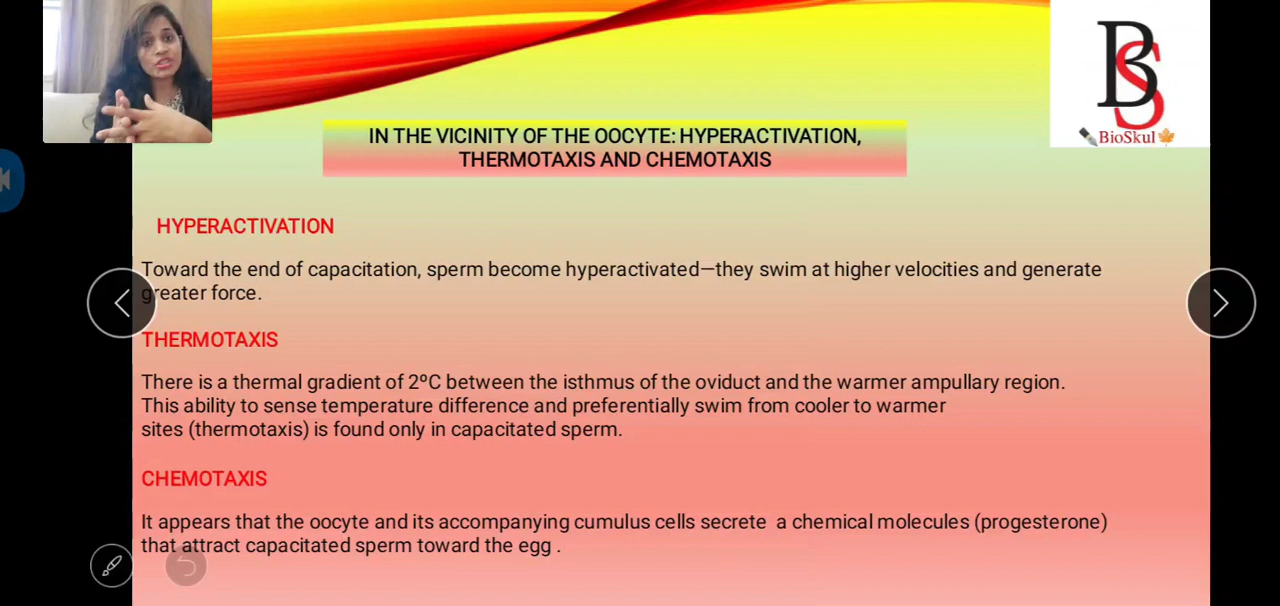 BS
BioSkul
IN THE VICINITY OF THE OOCYTE: HYPERACTIVATION,
THERMOTAXIS AND CHEMOTAXIS
HYPERACTIVATION
Toward the end of capacitation, sperm become hyperactivated—they swim at higher velocities and generate
greater force.
THERMOTAXIS
There is a thermal gradient of 2ºC between the isthmus of the oviduct and the warmer ampullary region.
This ability to sense temperature difference and preferentially swim from cooler to warmer
sites (thermotaxis) is found only in capacitated sperm.
CHEMOTAXIS
It appears that the oocyte and its accompanying cumulus cells secrete a chemical molecules (progesterone)
that attract capacitated sperm toward the egg .